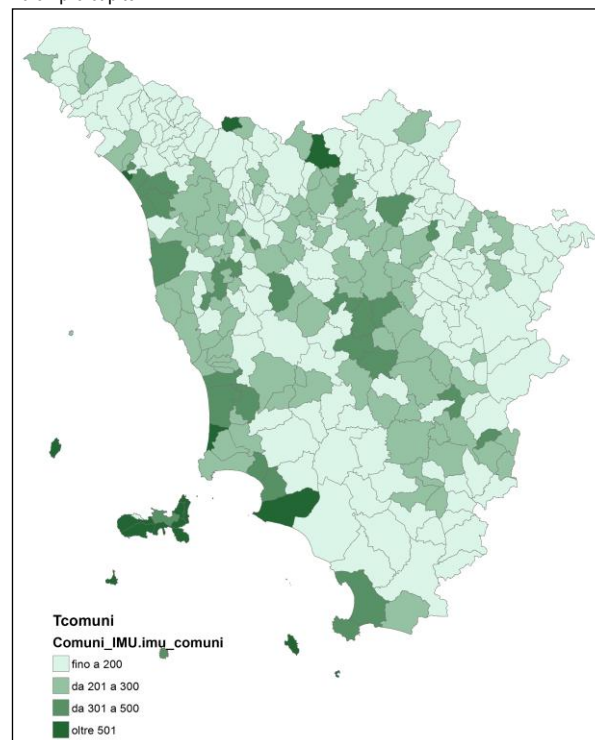 Tcomuni
Comuni_IMU.imu_comuni
fino a 200
da 201 a 300
da 301 a 500
oltre 501